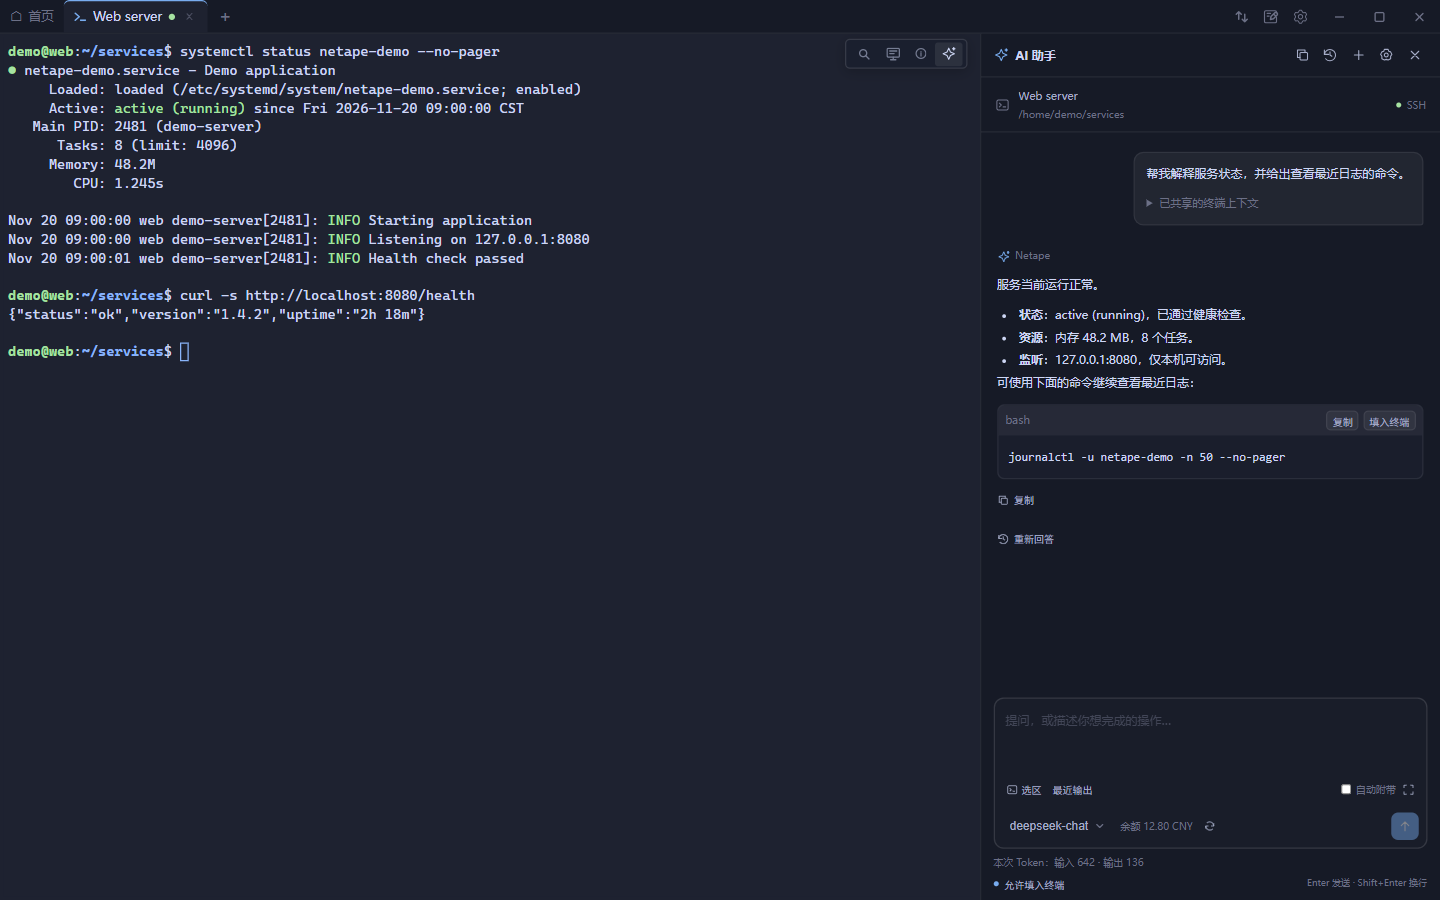 首页
Web server
demo@web:~/services$ systemctl status netape-demo --no-pager
● netape-demo.service - Demo application
Loaded: loaded (/etc/systemd/system/netape-demo.service; enabled)
Active: active (running) since Fri 2026-11-20 09:00:00 CST
Main PID: 2481 (demo-server)
Tasks: 8 (limit: 4096)
Memory: 48.2M
CPU: 1.245s
Nov 20 09:00:00 web demo-server[2481]: INFO Starting application
Nov 20 09:00:00 web demo-server[2481]: INFO Listening on 127.0.0.1:8080
Nov 20 09:00:01 web demo-server[2481]: INFO Health check passed
demo@web:~/services$ curl -s http://localhost:8080/health
{"status":"ok","version":"1.4.2","uptime":"2h 18m"}
demo@web:~/services$
AI 助手
Web server
/home/demo/services
SSH
帮我解释服务状态，并给出查看最近日志的命令。
已共享的终端上下文
Netape
服务当前运行正常。
• 状态：active (running)，已通过健康检查。
• 资源：内存 48.2 MB，8 个任务。
• 监听：127.0.0.1:8080，仅本机可访问。
可使用下面的命令继续查看最近日志：
bash
复制
填入终端
journalctl -u netape-demo -n 50 --no-pager
复制
重新回答
提问，或描述你想完成的操作...
选区
最近输出
自动附带
deepseek-chat
余额 12.80 CNY
本次 Token：输入 642 · 输出 136
允许填入终端
Enter 发送 · Shift+Enter 换行